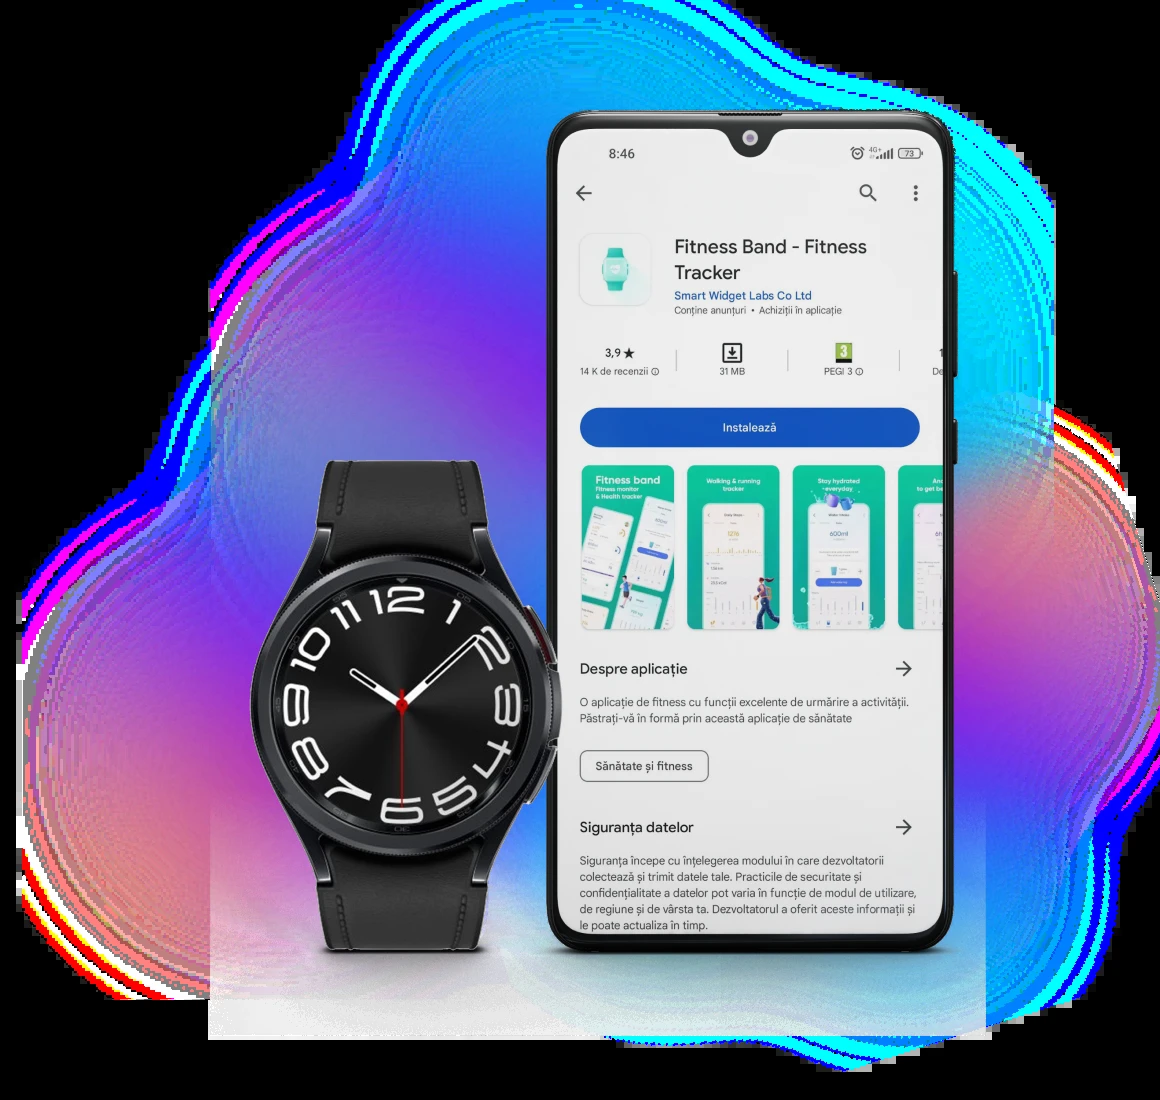 8:46
4G+
73
Fitness Band - Fitness
Tracker
Smart Widget Labs Co Ltd
Conține anunțuri • Achiziții în aplicație
3,9 ★
14 K de recenzii
31 MB
3
PEGI 3
1
De
Instalează
Fitness band
Fitness monitor
& Health tracker
Walking & running
tracker
Stay hydrated
everyday
600ml
to get be
Despre aplicație
O aplicație de fitness cu funcții excelente de urmărire a activității.
Păstrați-vă în formă prin această aplicație de sănătate
Sănătate și fitness
Siguranța datelor
Siguranța începe cu înțelegerea modului în care dezvoltatorii
colectează și trimit datele tale. Practicile de securitate și
confidențialitate a datelor pot varia în funcție de modul de utilizare,
de regiune și de vârsta ta. Dezvoltatorul a oferit aceste informații și
le poate actualiza în timp.
12
1
2
3
4
5
6
7
8
9
10
11